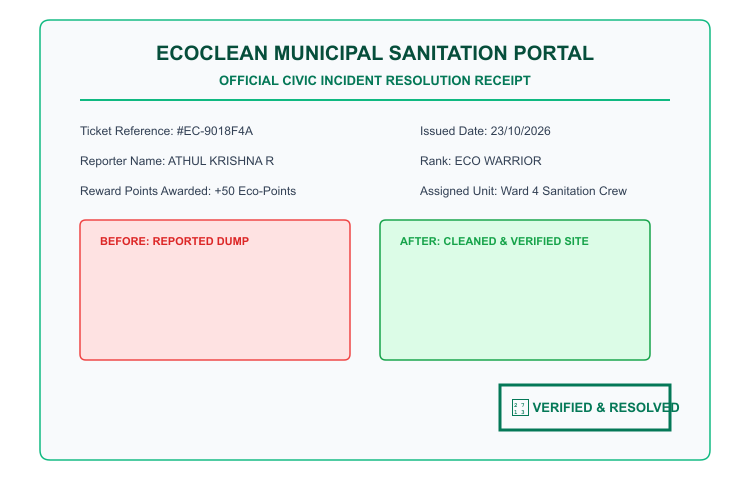 ECOCLEAN MUNICIPAL SANITATION PORTAL
OFFICIAL CIVIC INCIDENT RESOLUTION RECEIPT
Ticket Reference: #EC-9018F4A
Issued Date: 23/10/2026
Reporter Name: ATHUL KRISHNA R
Rank: ECO WARRIOR
Reward Points Awarded: +50 Eco-Points
Assigned Unit: Ward 4 Sanitation Crew
BEFORE: REPORTED DUMP
AFTER: CLEANED & VERIFIED SITE
VERIFIED & RESOLVED